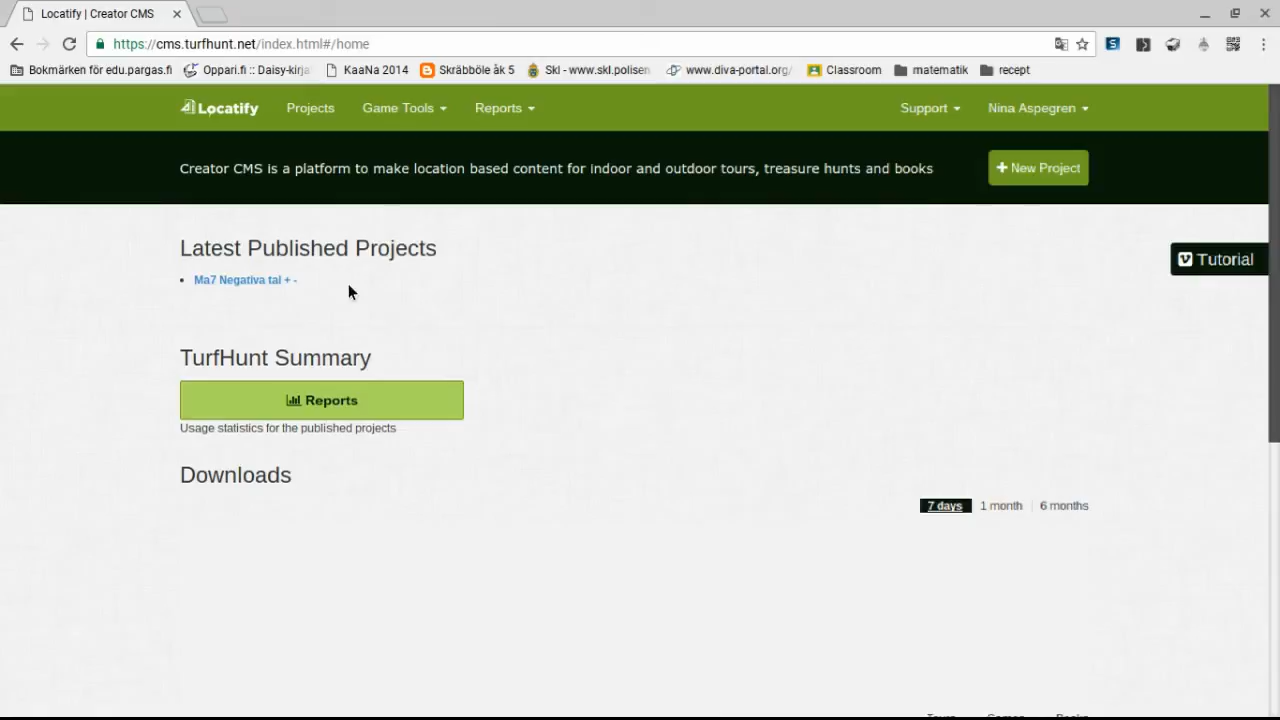 Locatify | Creator CMS
https://cms.turfhunt.net/index.html#/home
Bokmärken för edu.pargas.fi Oppari.fi :: Daisy-kirja KaaNa 2014 Skräbböle åk 5 Skl - www.skl.polisen www.diva-portal.org/ Classroom matematik recept
Locatify Projects Game Tools Reports Support Nina Aspegren
Creator CMS is a platform to make location based content for indoor and outdoor tours, treasure hunts and books + New Project
Latest Published Projects
Tutorial
• Ma7 Negativa tal + -
TurfHunt Summary
Reports
Usage statistics for the published projects
Downloads
7 days 1 month 6 months
Tours Games Books